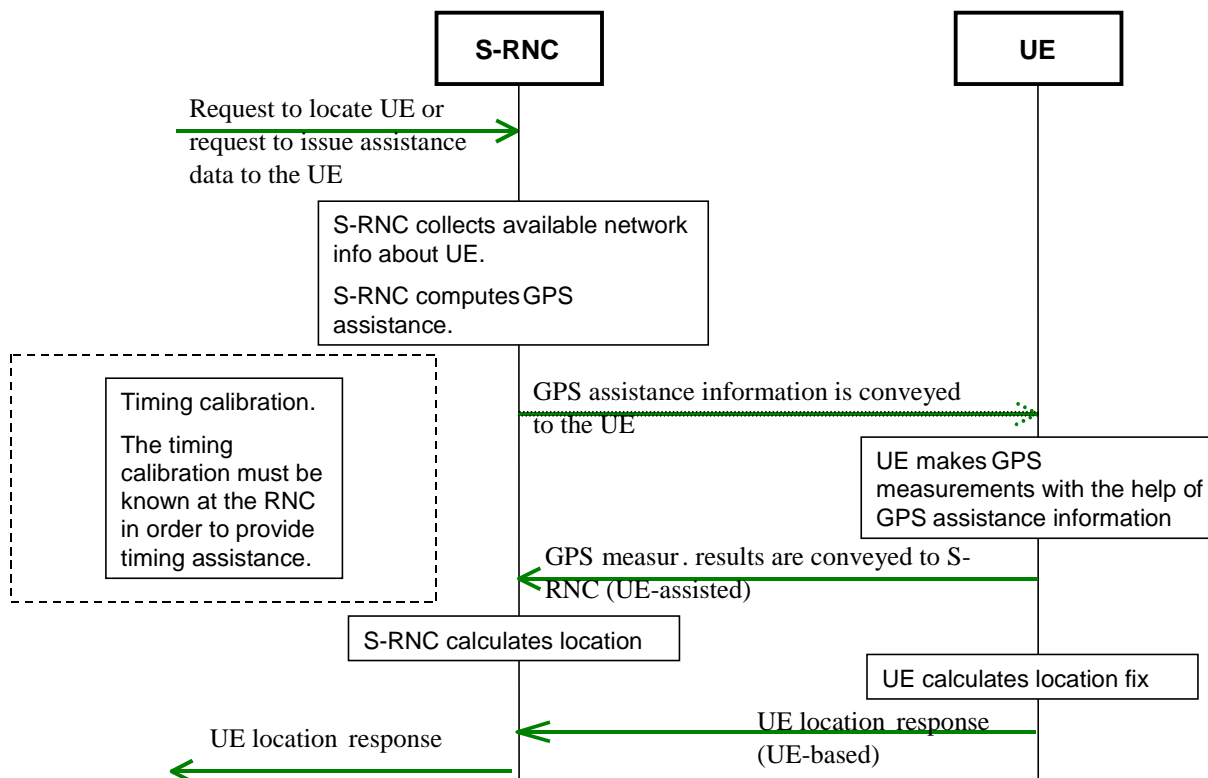 S-RNC
UE
Request to locate UE or
request to issue assistance
data to the UE
S-RNC collects available network
info about UE.
S-RNC computes GPS
assistance.
Timing calibration.
The timing
calibration must be
known at the RNC
in order to provide
timing assistance.
GPS assistance information is conveyed
to the UE
UE makes GPS
measurements with the help of
GPS assistance information
GPS measur. results are conveyed to S-
RNC (UE-assisted)
S-RNC calculates location
UE calculates location fix
UE location response
(UE-based)
UE location response